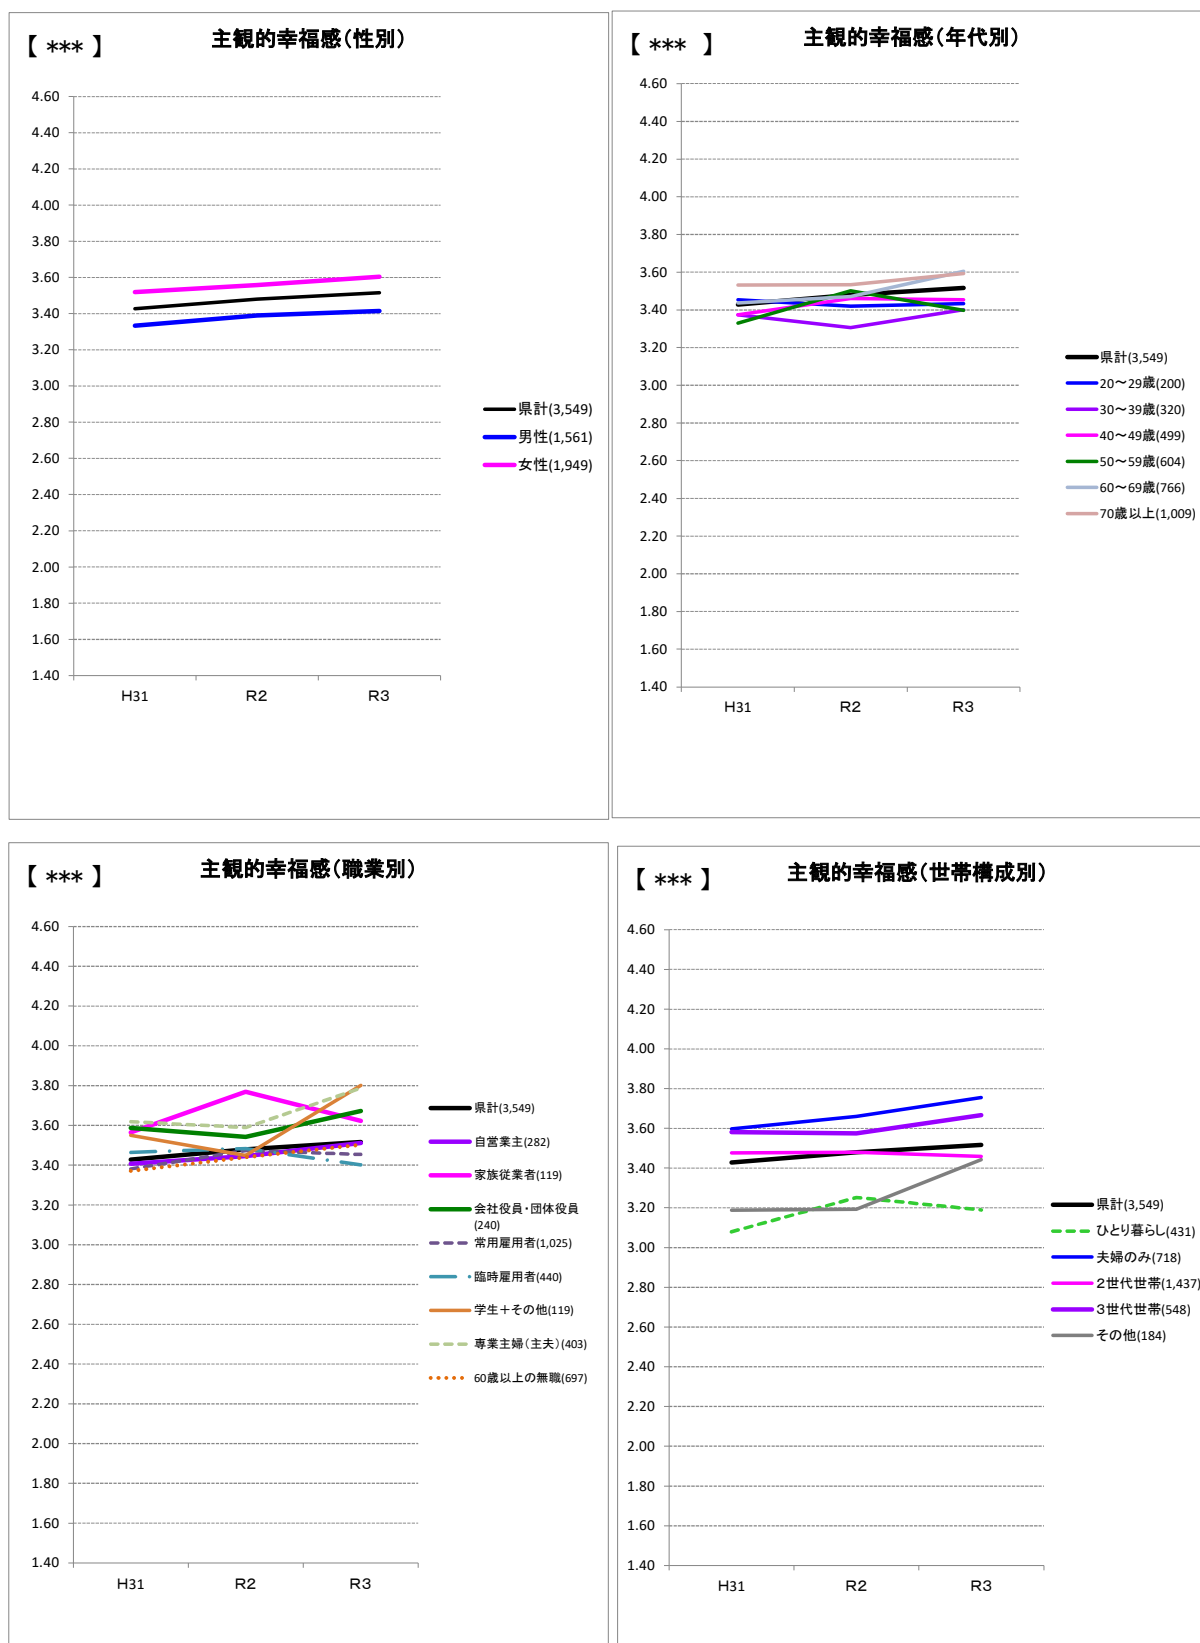 【 *** 】
主観的幸福感（性別）
4.60
4.40
4.20
4.00
3.80
3.60
3.40
3.20
3.00
2.80
2.60
2.40
2.20
2.00
1.80
1.60
1.40
H31
R2
R3
県計(3,549)
男性(1,561)
女性(1,949)
【 *** 】
主観的幸福感（年代別）
4.60
4.40
4.20
4.00
3.80
3.60
3.40
3.20
3.00
2.80
2.60
2.40
2.20
2.00
1.80
1.60
1.40
H31
R2
R3
県計(3,549)
20～29歳(200)
30～39歳(320)
40～49歳(499)
50～59歳(604)
60～69歳(766)
70歳以上(1,009)
【 *** 】
主観的幸福感（職業別）
4.60
4.40
4.20
4.00
3.80
3.60
3.40
3.20
3.00
2.80
2.60
2.40
2.20
2.00
1.80
1.60
1.40
H31
R2
R3
県計(3,549)
自営業主(282)
家族従業者(119)
会社役員・団体役員
(240)
常用雇用者(1,025)
臨時雇用者(440)
学生＋その他(119)
専業主婦（主夫）(403)
60歳以上の無職(697)
【 *** 】
主観的幸福感（世帯構成別）
4.60
4.40
4.20
4.00
3.80
3.60
3.40
3.20
3.00
2.80
2.60
2.40
2.20
2.00
1.80
1.60
1.40
H31
R2
R3
県計(3,549)
ひとり暮らし(431)
夫婦のみ(718)
２世代世帯(1,437)
３世代世帯(548)
その他(184)